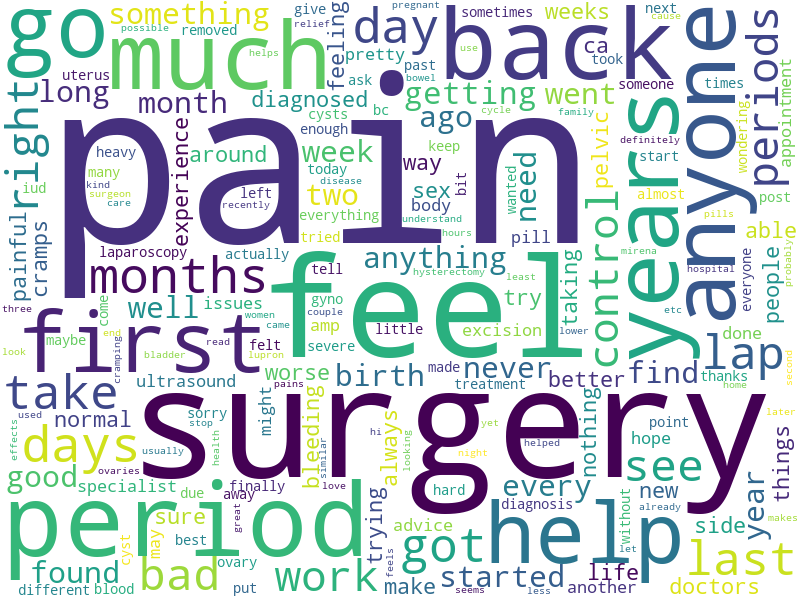 go
something
removed
give
relief
feeling
day
sometimes
pregnant
weeks
next
cause
possible
helps
much
back
use
ca
took
someone
anyone
periods
uterus
pretty
past
ask
bowel
times
right
long
month
diagnosed
getting
went
wondering
appointment
cysts
enough
bc
keep
cycle
family
definitely
pain
iud
heavy
experience
around
today
week
ago
way
pelvic
years
start
many
kind
surgeon
care
recently
left
disease
two
sex
body
bit
understand
hours
need
wanted
almost
post
pills
painful
cramps
laparoscopy
everything
tried
pill
able
actually
tell
hysterectomy
anything
taking
control
mirena
hospital
everyone
people
probably
months
feel
least
try
etc
three
come
well
issues
gyno
women
came
couple
amp
little
excision
lower
done
look
maybe
end
cramping
first
felt
read
severe
lap
bladder
lupron
worse
birth
made
never
find
thanks
home
second
take
ultrasound
treatment
better
used
effects
normal
sorry
stop
might
pains
surgery
point
new
later
days
bleeding
always
hi
looking
helped
yet
nothing
hope
see
things
usually
health
similar
love
night
good
ovaries
specialist
finally
hard
every
year
period
due
away
great
diagnosis
without
already
makes
sure
may
cyst
best
trying
advice
got
help
side
last
found
bad
ovary
work
make
started
life
let
doctors
different
blood
put
feels
seems
less
another